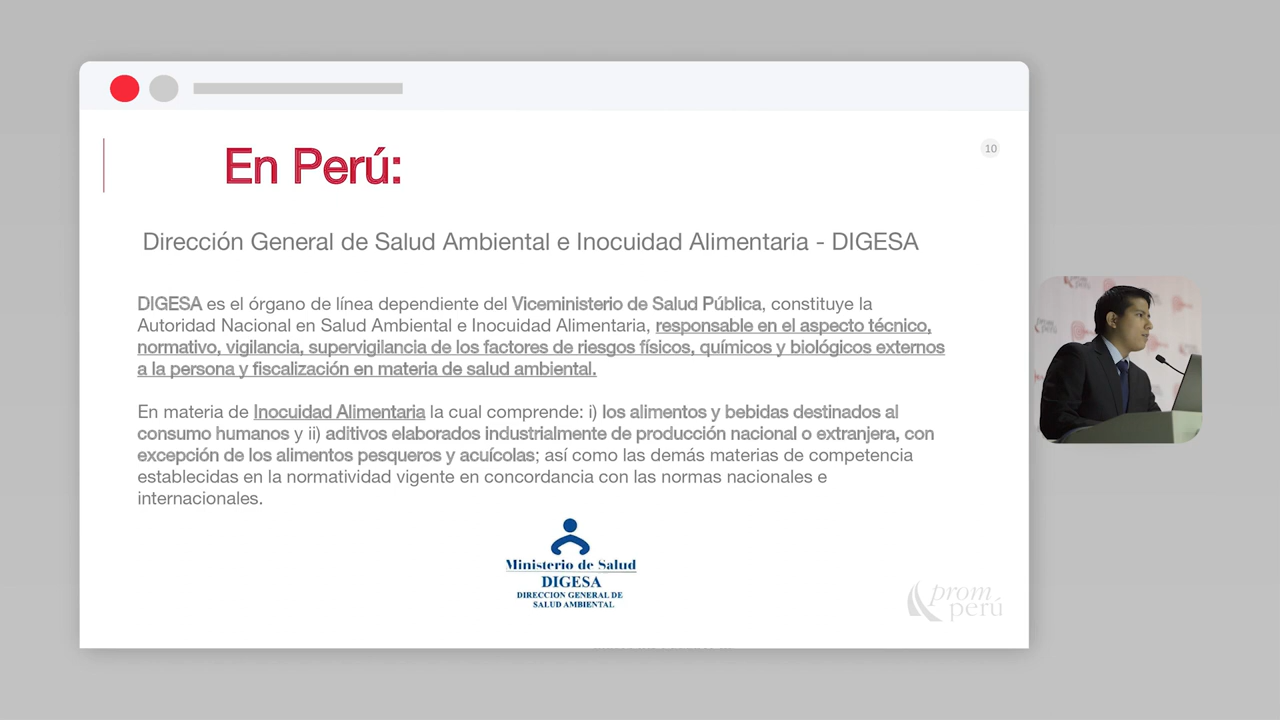 En Perú:
10
Dirección General de Salud Ambiental e Inocuidad Alimentaria - DIGESA
DIGESA es el órgano de línea dependiente del Viceministerio de Salud Pública, constituye la
Autoridad Nacional en Salud Ambiental e Inocuidad Alimentaria, responsable en el aspecto técnico,
normativo, vigilancia, supervigilancia de los factores de riesgos físicos, químicos y biológicos externos
a la persona y fiscalización en materia de salud ambiental.
En materia de Inocuidad Alimentaria la cual comprende: i) los alimentos y bebidas destinados al
consumo humanos y ii) aditivos elaborados industrialmente de producción nacional o extranjera, con
excepción de los alimentos pesqueros y acuícolas; así como las demás materias de competencia
establecidas en la normatividad vigente en concordancia con las normas nacionales e
internacionales.
Ministerio de Salud
DIGESA
DIRECCION GENERAL DE
SALUD AMBIENTAL
prom
perú